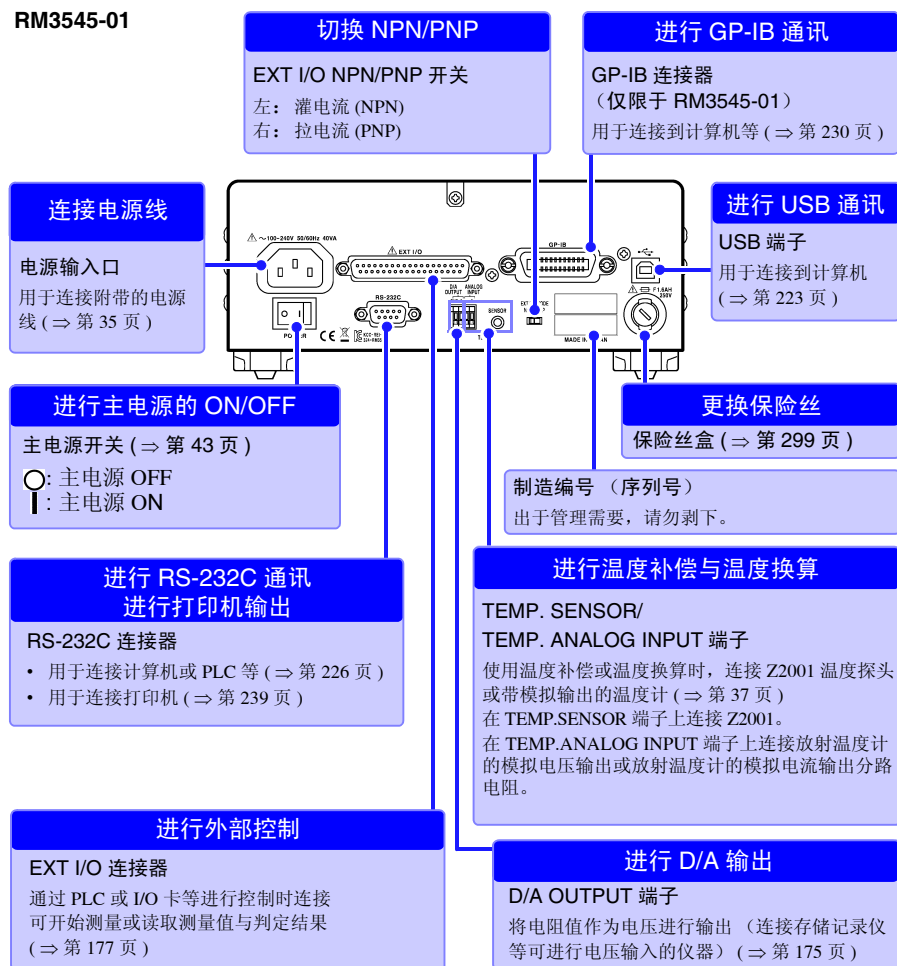 RM3545-01
切换 NPN/PNP
EXT I/O NPN/PNP 开关
左： 灌电流 (NPN)
右： 拉电流 (PNP)
进行 GP-IB 通讯
GP-IB 连接器
（仅限于 RM3545-01）
用于连接到计算机等 ( ⇒ 第 230 页 )
连接电源线
电源输入口
用于连接附带的电源
线 ( ⇒ 第 35 页 )
进行 USB 通讯
USB 端子
用于连接到计算机
( ⇒ 第 223 页 )
~100-240V 50/60Hz 40VA
EXT I/O
GP-IB
RS-232C
D/A OUTPUT
ANALOG INPUT
SENSOR
F1.6AH
250V
MADE IN
进行主电源的 ON/OFF
主电源开关 ( ⇒ 第 43 页 )
○: 主电源 OFF
┃: 主电源 ON
更换保险丝
保险丝盒 ( ⇒ 第 299 页 )
制造编号 （序列号）
出于管理需要，请勿剥下。
进行 RS-232C 通讯
进行打印机输出
RS-232C 连接器
• 用于连接计算机或 PLC 等 ( ⇒ 第 226 页 )
• 用于连接打印机 ( ⇒ 第 239 页 )
进行温度补偿与温度换算
TEMP. SENSOR/
TEMP. ANALOG INPUT 端子
使用温度补偿或温度换算时，连接 Z2001 温度探头
或带模拟输出的温度计 ( ⇒ 第 37 页 )
在 TEMP.SENSOR 端子上连接 Z2001。
在 TEMP.ANALOG INPUT 端子上连接放射温度计
的模拟电压输出或放射温度计的模拟电流输出分路
电阻。
进行外部控制
EXT I/O 连接器
通过 PLC 或 I/O 卡等进行控制时连接
可开始测量或读取测量值与判定结果
( ⇒ 第 177 页 )
进行 D/A 输出
D/A OUTPUT 端子
将电阻值作为电压进行输出 （连接存储记录仪
等可进行电压输入的仪器） ( ⇒ 第 175 页 )